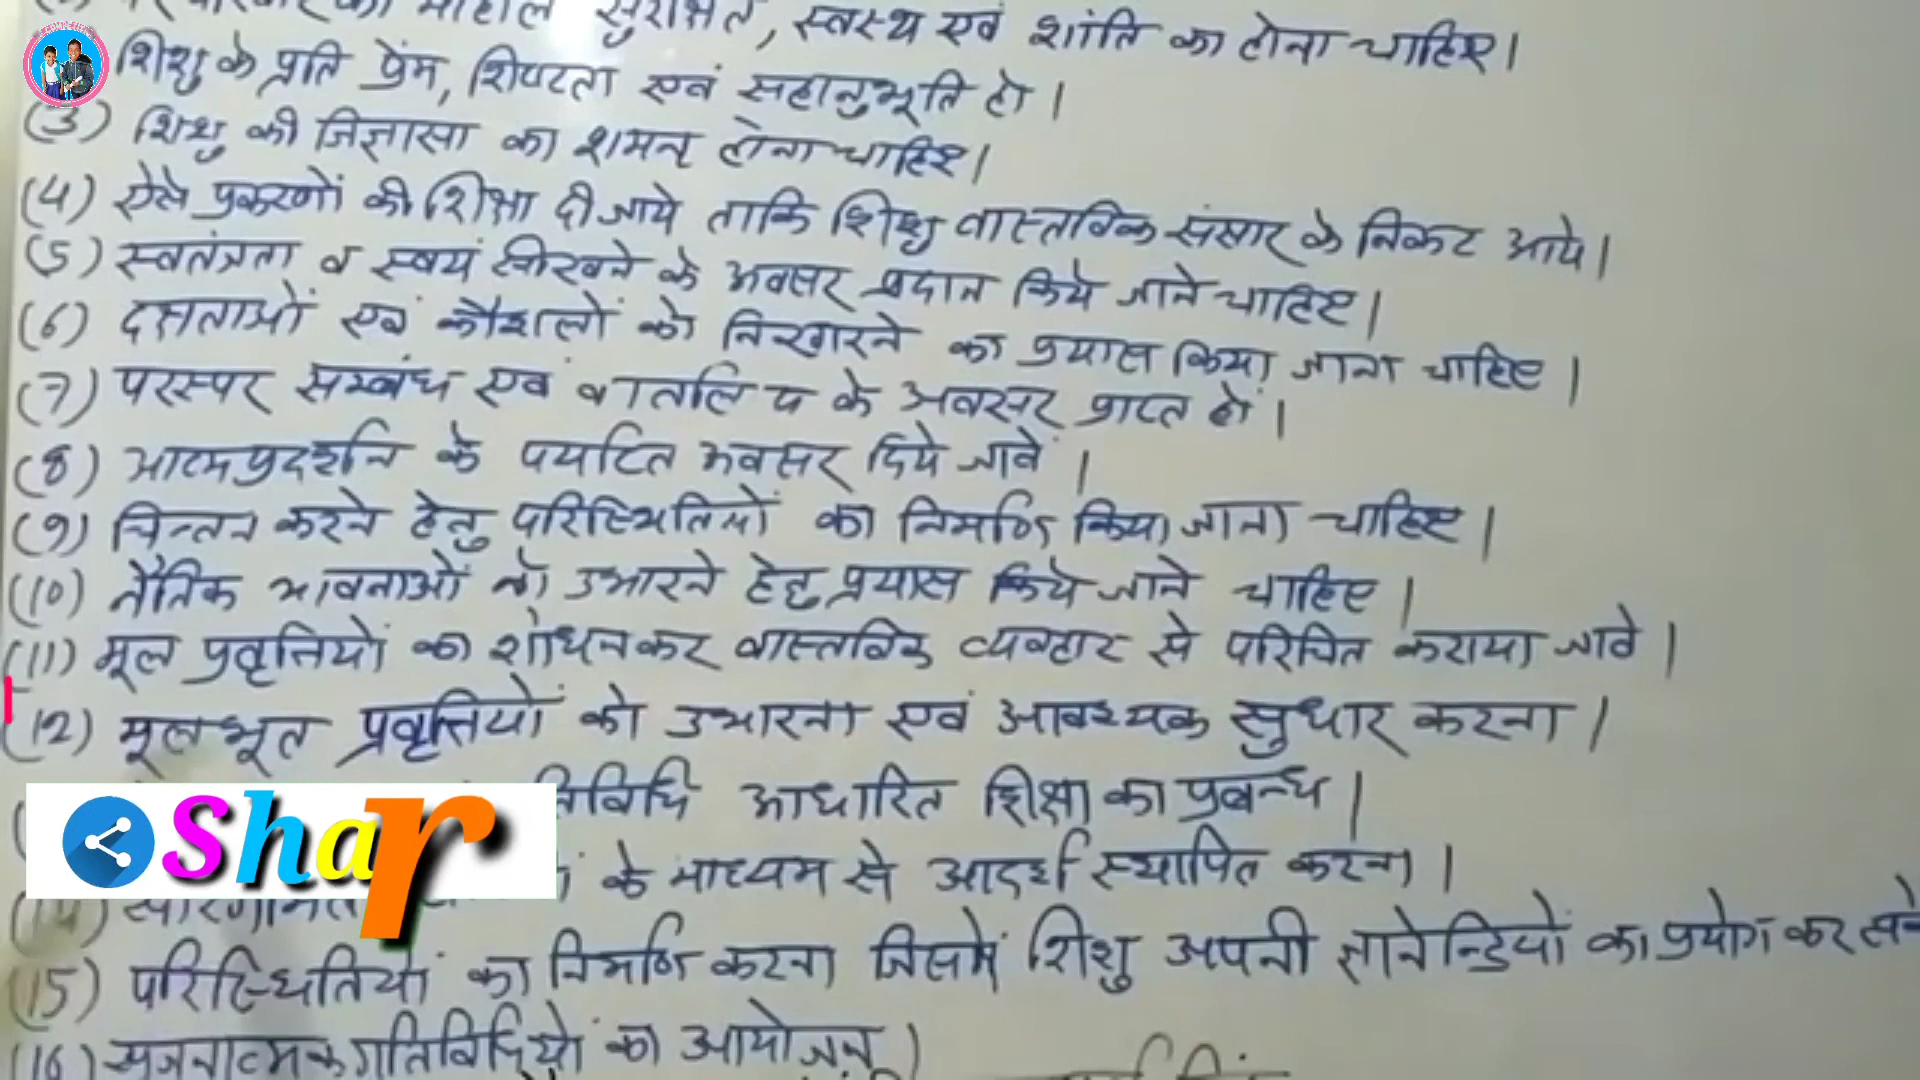 का माहौल सुरक्षित, स्वस्थ एवं शांति का होना चाहिए।
शिशु के प्रति प्रेम, शिष्टता एवं सहानुभूति हो।
(3) शिशु की जिज्ञासा का शमन होना चाहिए।
(4) ऐसे प्रकरणों की शिक्षा दी जाये ताकि शिशु वास्तविक संसार के निकट आये।
(5) स्वतंत्रता व स्वयं सीखने के अवसर प्रदान किये जाने चाहिए।
(6) दक्षताओं एवं कौशलों को निखारने का प्रयास किया जाना चाहिए।
(7) परस्पर सम्बंध एवं वार्तालाप के अवसर प्राप्त हों।
(8) आत्मप्रदर्शन के पर्याप्त अवसर दिये जावें।
(9) चिन्तन करने हेतु परिस्थितियों का निर्माण किया जाना चाहिए।
(10) नैतिक भावनाओं को उभारने हेतु प्रयास किये जाने चाहिए।
(11) मूल प्रवृत्तियों का शोधनकर वास्तविक व्यवहार से परिचित कराया जावे।
(12) मूलभूत प्रवृत्तियों को उभारना एवं आवश्यक सुधार करना।
आधारित शिक्षा का प्रबन्ध।
Shar
(14) के माध्यम से आदर्श स्थापित करना।
(15) परिस्थितियों का निर्माण करना जिसमें शिशु अपनी ज्ञानेन्द्रियों का प्रयोग कर सके
(16) सृजनात्मक गतिविधियों का आयोजन।